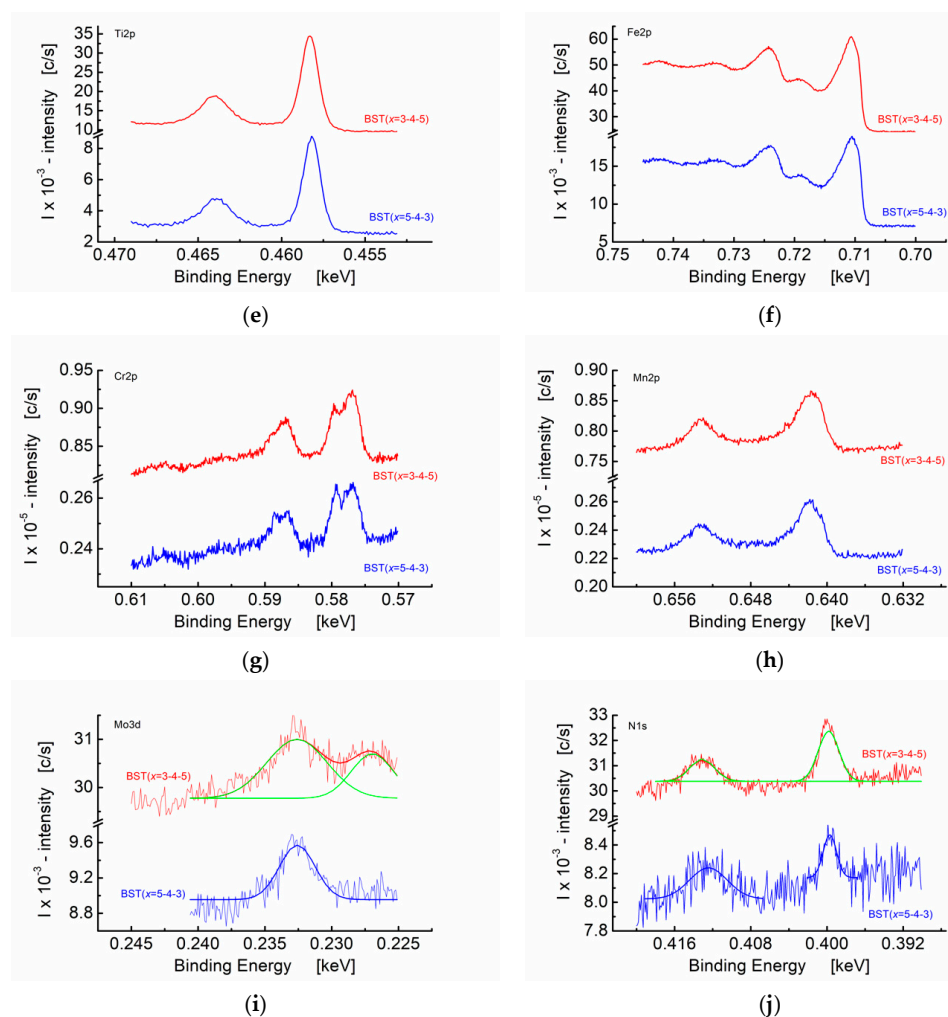 Ti2p
I x 10⁻³ - intensity [c/s]
35
30
25
20
15
10
8
6
4
2
BST(x=3-4-5)
BST(x=5-4-3)
0.470 0.465 0.460 0.455
Binding Energy [keV]
(e)
Fe2p
I x 10⁻³ - intensity [c/s]
60
50
40
30
15
10
5
BST(x=3-4-5)
BST(x=5-4-3)
0.75 0.74 0.73 0.72 0.71 0.70
Binding Energy [keV]
(f)
Cr2p
I x 10⁻⁵ - intensity [c/s]
0.95
0.90
0.85
0.26
0.24
BST(x=3-4-5)
BST(x=5-4-3)
0.61 0.60 0.59 0.58 0.57
Binding Energy [keV]
(g)
Mn2p
I x 10⁻⁵ - intensity [c/s]
0.90
0.85
0.80
0.75
0.26
0.24
0.22
0.20
BST(x=3-4-5)
BST(x=5-4-3)
0.656 0.648 0.640 0.632
Binding Energy [keV]
(h)
Mo3d
I x 10⁻³ - intensity [c/s]
31
30
9.6
9.2
8.8
BST(x=3-4-5)
BST(x=5-4-3)
0.245 0.240 0.235 0.230 0.225
Binding Energy [keV]
(i)
N1s
I x 10⁻³ - intensity [c/s]
33
32
31
30
29
8.4
8.2
8.0
7.8
BST(x=3-4-5)
BST(x=5-4-3)
0.416 0.408 0.400 0.392
Binding Energy [keV]
(j)